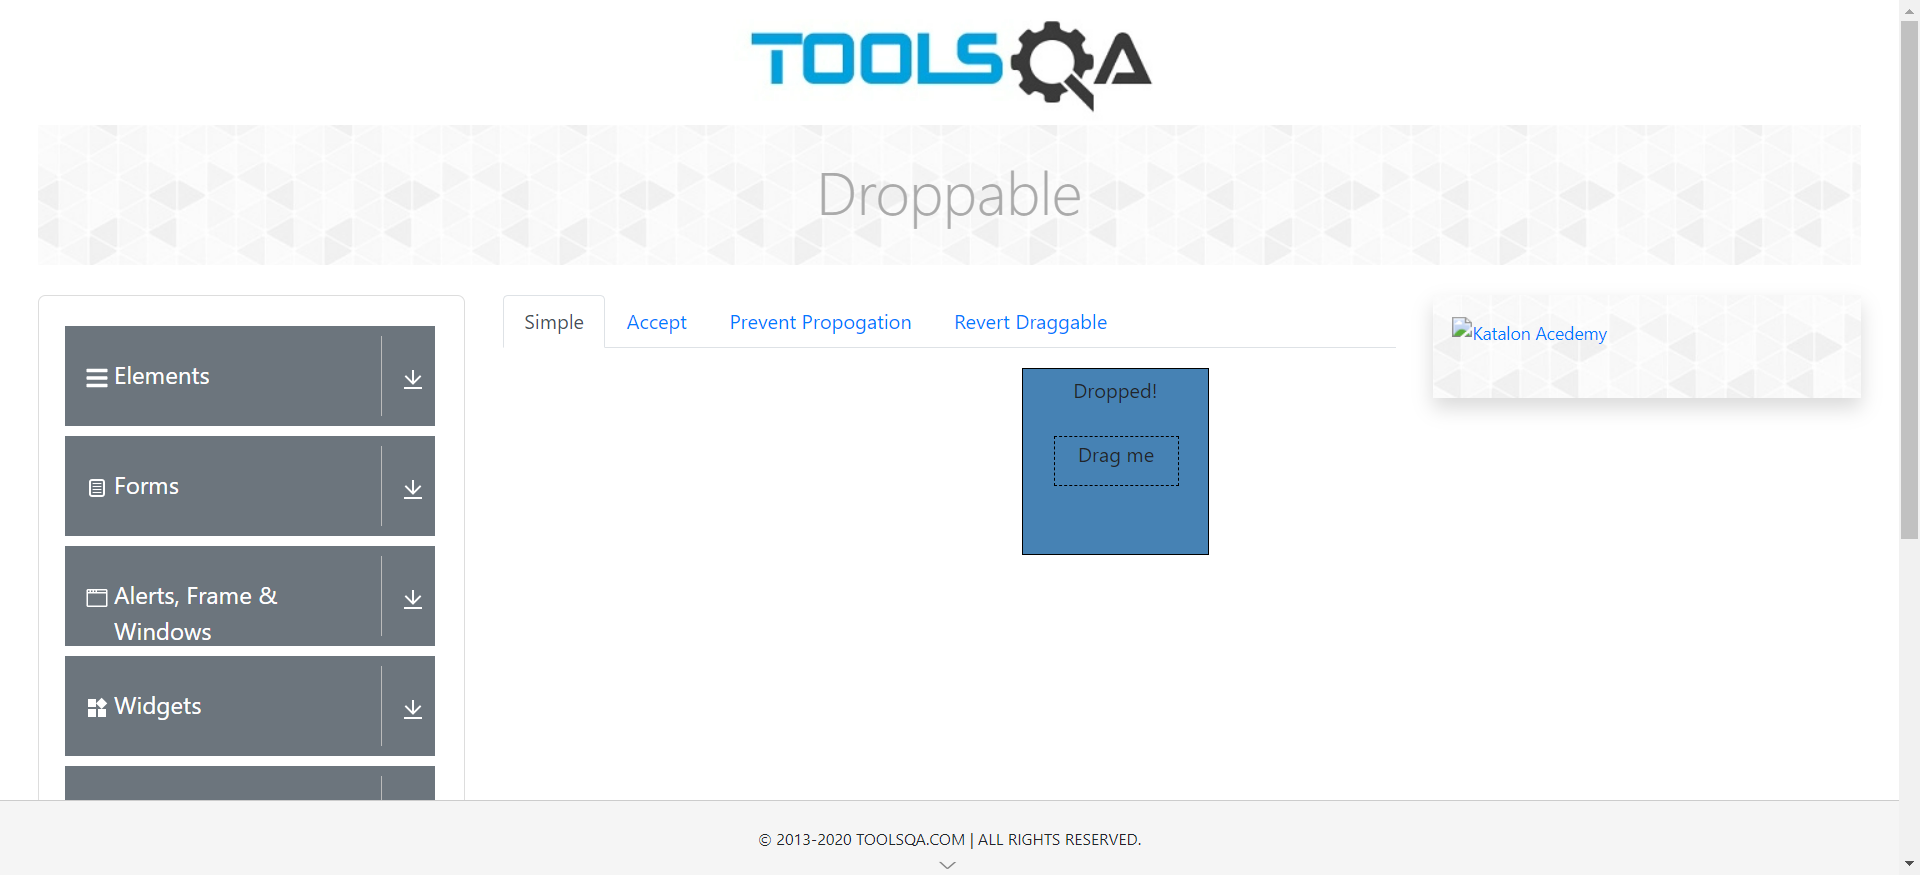 TOOLSQA
Droppable
Elements
Forms
Alerts, Frame &
Windows
Widgets
Simple
Accept
Prevent Propogation
Revert Draggable
Dropped!
Drag me
Katalon Acedemy
© 2013-2020 TOOLSQA.COM | ALL RIGHTS RESERVED.